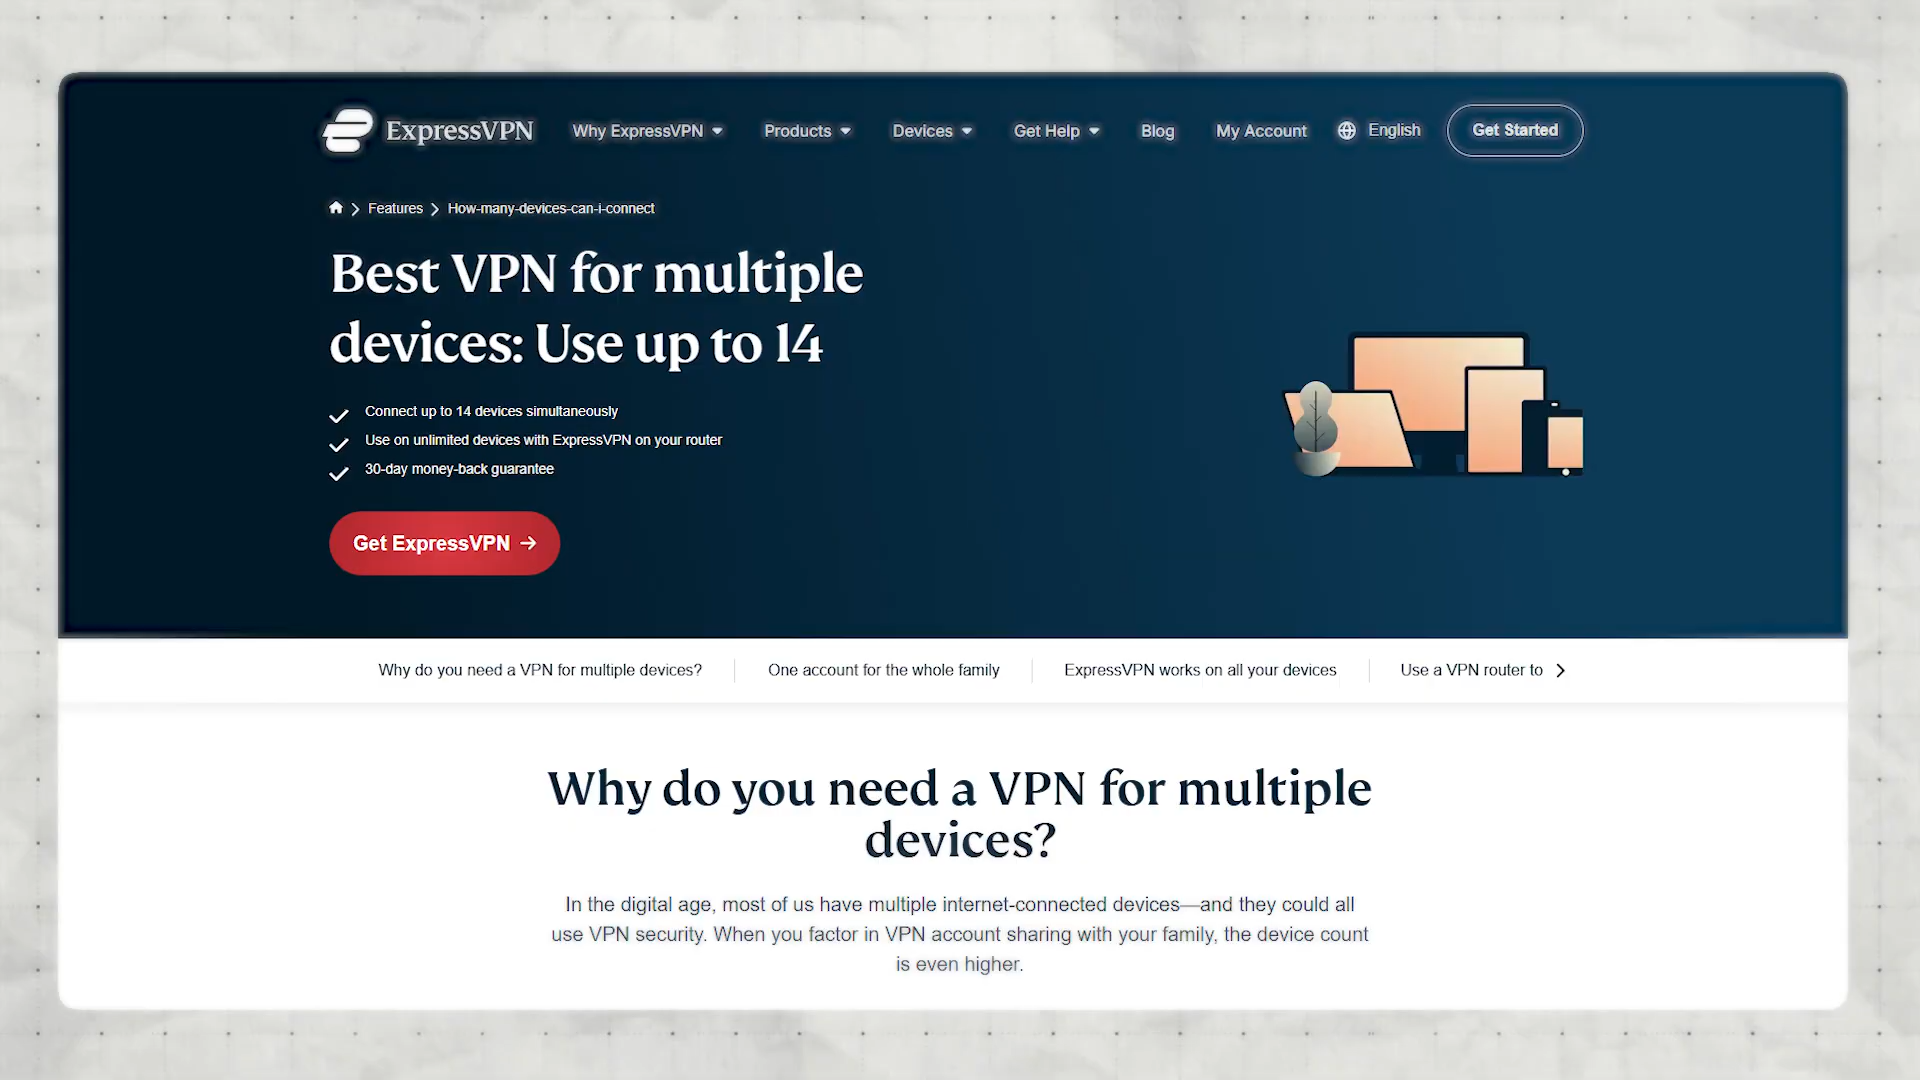 ExpressVPN
Why ExpressVPN
Products
Devices
Get Help
Blog
My Account
English
Get Started
Features
How-many-devices-can-i-connect
Best VPN for multiple
devices: Use up to 14
Connect up to 14 devices simultaneously
Use on unlimited devices with ExpressVPN on your router
30-day money-back guarantee
Get ExpressVPN
Why do you need a VPN for multiple devices?
One account for the whole family
ExpressVPN works on all your devices
Use a VPN router to
Why do you need a VPN for multiple
devices?
In the digital age, most of us have multiple internet-connected devices—and they could all
use VPN security. When you factor in VPN account sharing with your family, the device count
is even higher.